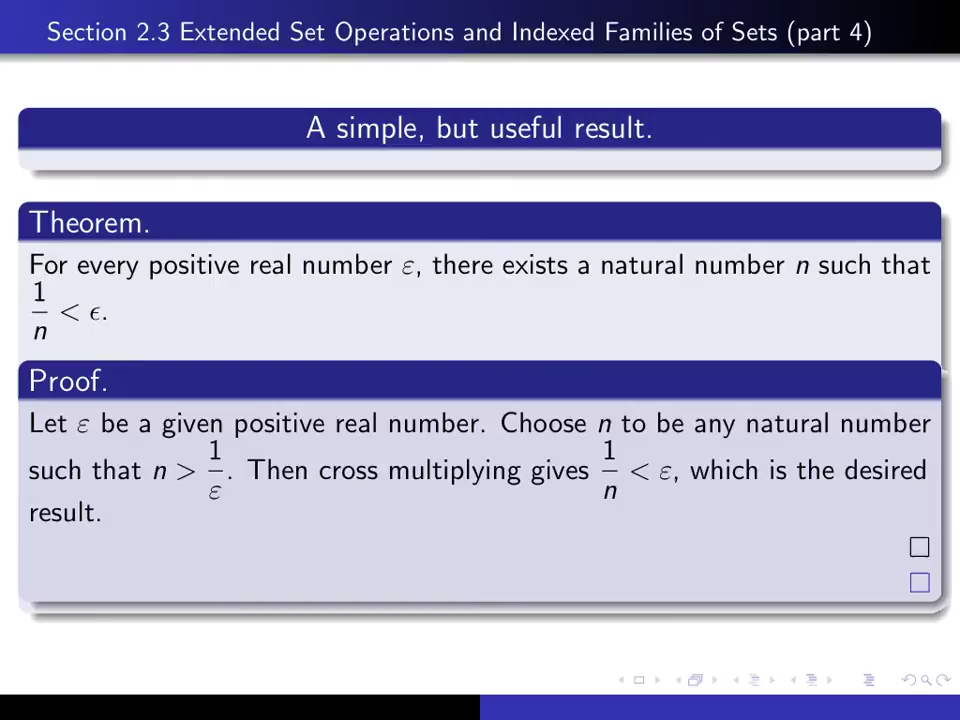 Section 2.3 Extended Set Operations and Indexed Families of Sets (part 4)
A simple, but useful result.
Theorem.
For every positive real number ε, there exists a natural number n such that
1/n < ϵ.
Proof.
Let ε be a given positive real number. Choose n to be any natural number
such that n > 1/ε. Then cross multiplying gives 1/n < ε, which is the desired
result.
□
□